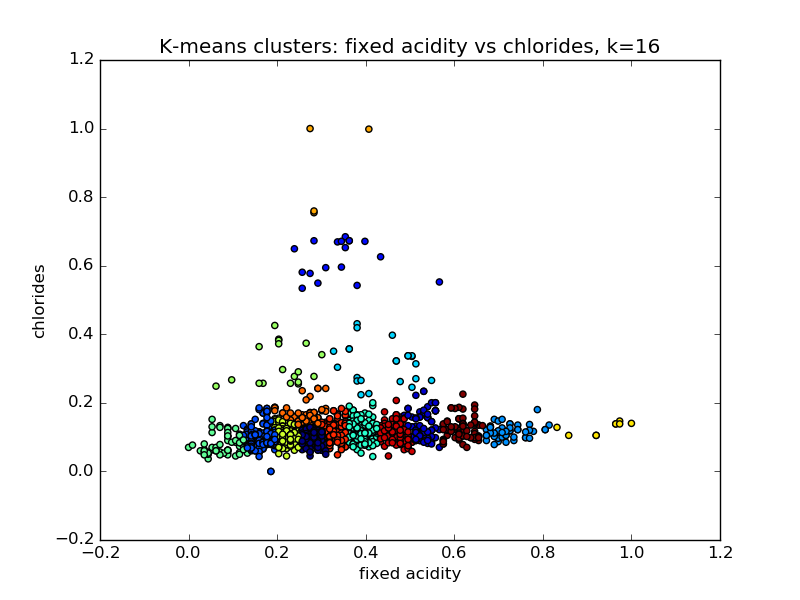 K-means clusters: fixed acidity vs chlorides, k=16
1.2
1.0
0.8
0.6
0.4
0.2
0.0
−0.2
chlorides
−0.2 0.0 0.2 0.4 0.6 0.8 1.0 1.2
fixed acidity